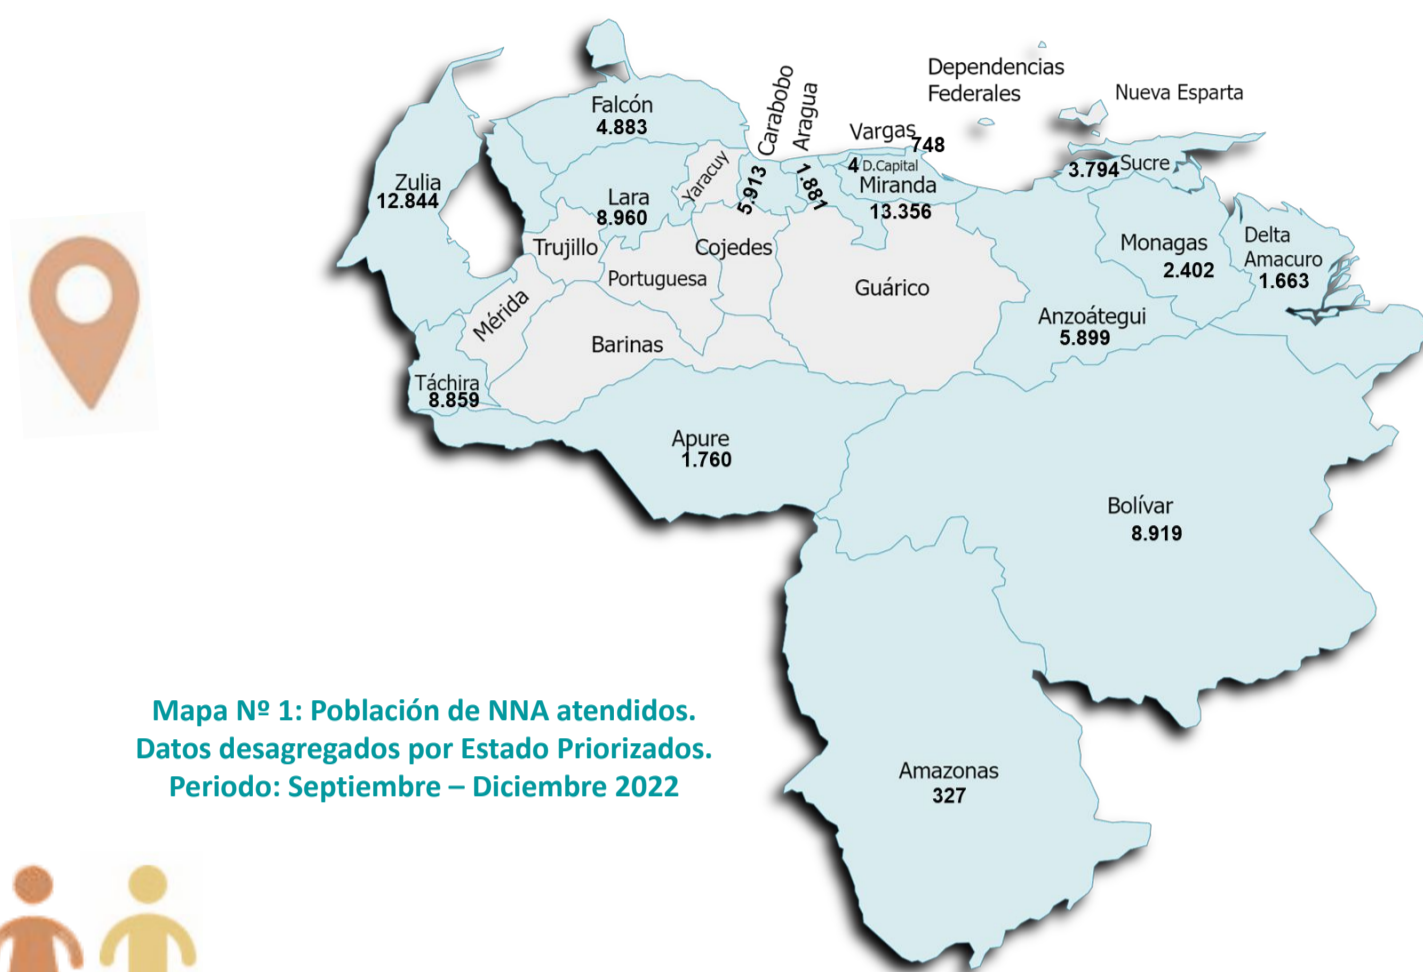 Dependencias
Federales
Nueva Esparta
Carabobo
Aragua
Falcón
4.883
Vargas
748
4 D.Capital
Miranda
13.356
3.794 Sucre
Zulia
12.844
Lara
8.960
Yaracuy
5.913
1.881
Trujillo
Cojedes
Portuguesa
Guárico
Monagas
2.402
Delta
Amacuro
1.663
Mérida
Barinas
Anzoátegui
5.899
Táchira
8.859
Apure
1.760
Bolívar
8.919
Mapa Nº 1: Población de NNA atendidos.
Datos desagregados por Estado Priorizados.
Periodo: Septiembre – Diciembre 2022
Amazonas
327